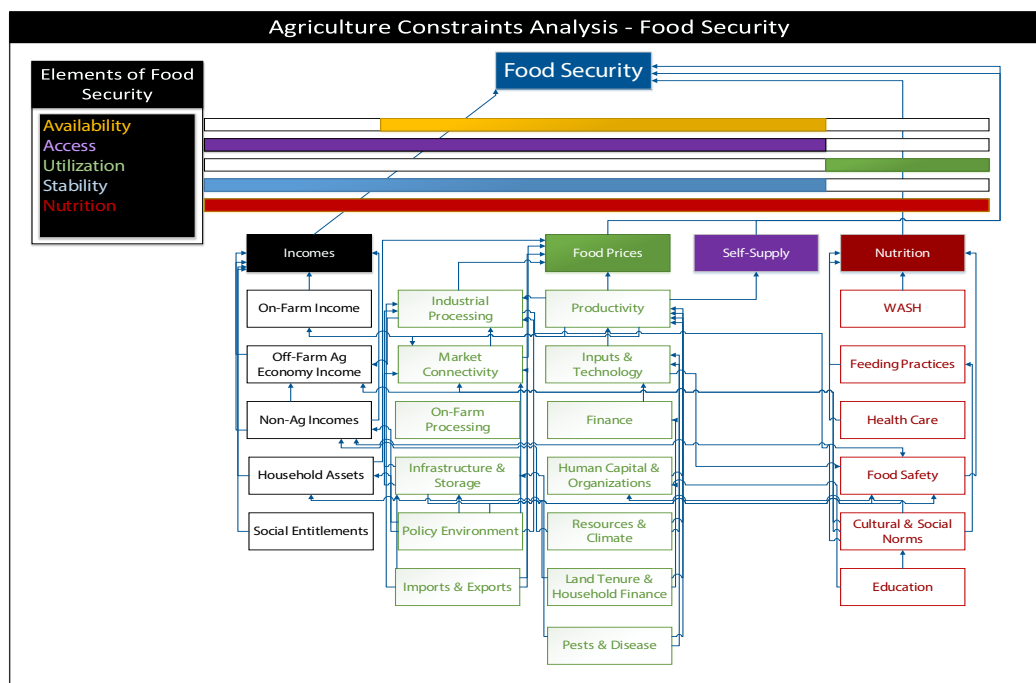 Agriculture Constraints Analysis - Food Security
Food Security
Elements of Food
Security
Availability
Access
Utilization
Stability
Nutrition
Incomes
Food Prices
Self-Supply
Nutrition
On-Farm Income
Industrial
Processing
Productivity
WASH
Off-Farm Ag
Economy Income
Market
Connectivity
Inputs &
Technology
Feeding Practices
Non-Ag Incomes
On-Farm
Processing
Finance
Health Care
Household Assets
Infrastructure &
Storage
Human Capital &
Organizations
Food Safety
Social Entitlements
Policy Environment
Resources &
Climate
Cultural & Social
Norms
Imports & Exports
Land Tenure &
Household Finance
Education
Pests & Disease